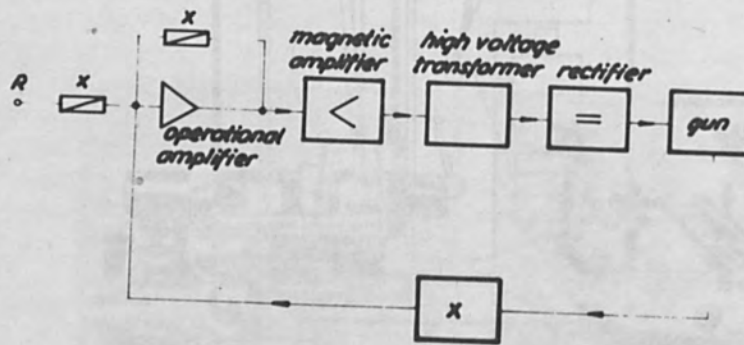 x
magnetic
amplifier
high voltage
transformer
rectifier
R
x
<
=
gun
operational
amplifier
x